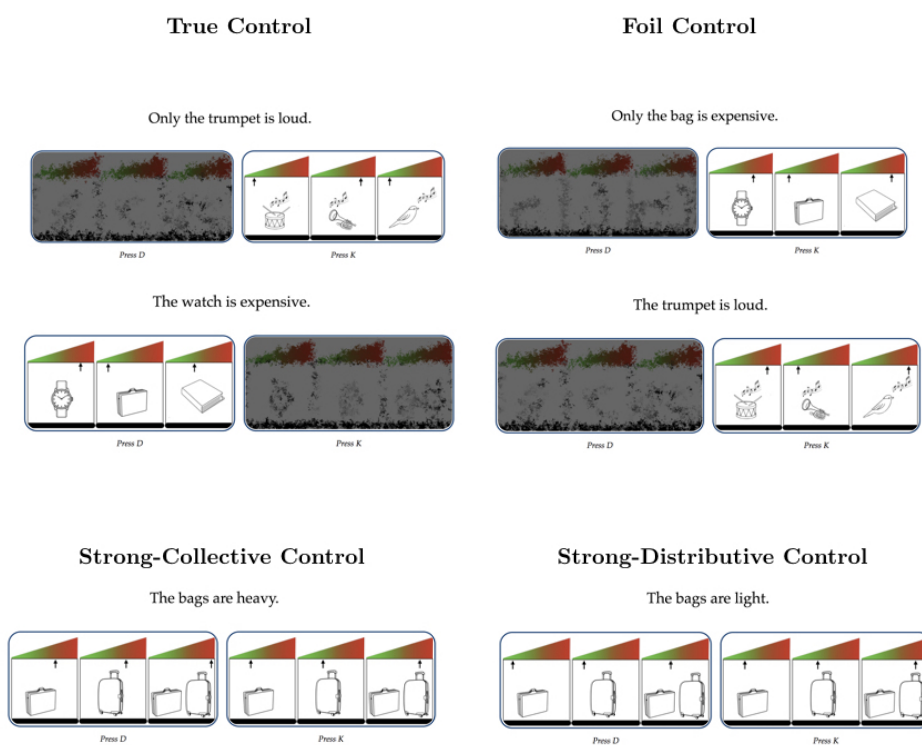 True Control
Foil Control
Only the trumpet is loud.
Only the bag is expensive.
Press D
Press K
Press D
Press K
The watch is expensive.
The trumpet is loud.
Press D
Press K
Press D
Press K
Strong-Collective Control
Strong-Distributive Control
The bags are heavy.
The bags are light.
Press D
Press K
Press D
Press K